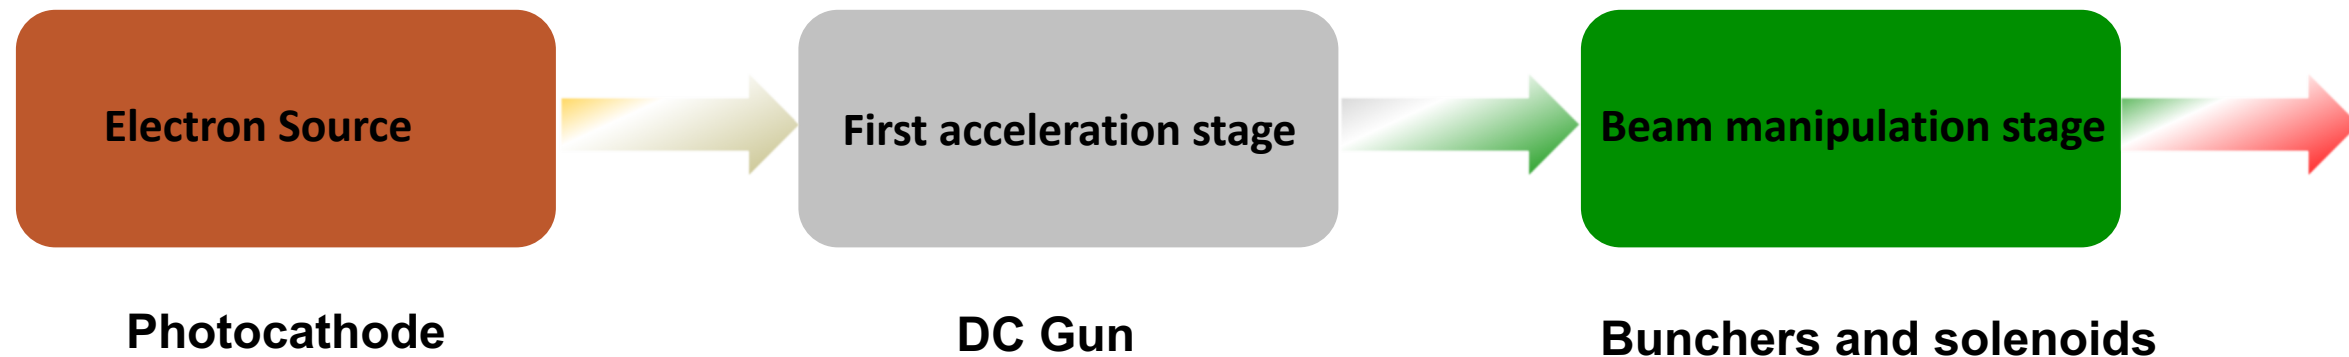 Electron Source
First acceleration stage
Beam manipulation stage
Photocathode
DC Gun
Bunchers and solenoids